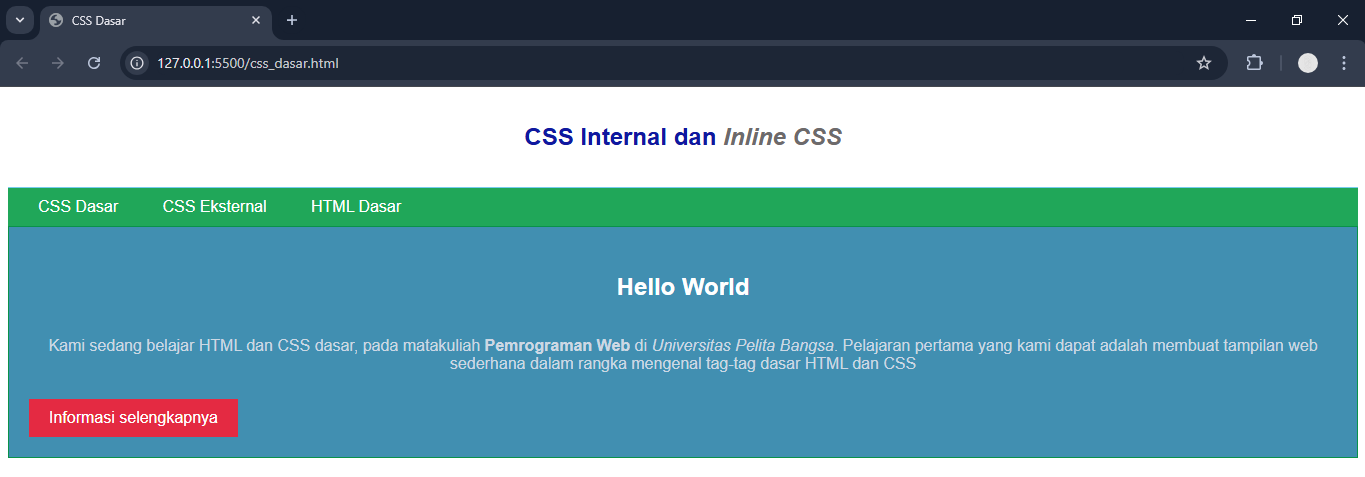 CSS Dasar
127.0.0.1:5500/css_dasar.html
CSS Internal dan Inline CSS
CSS Dasar CSS Eksternal HTML Dasar
Hello World
Kami sedang belajar HTML dan CSS dasar, pada matakuliah Pemrograman Web di Universitas Pelita Bangsa. Pelajaran pertama yang kami dapat adalah membuat tampilan web
sederhana dalam rangka mengenal tag-tag dasar HTML dan CSS
Informasi selengkapnya